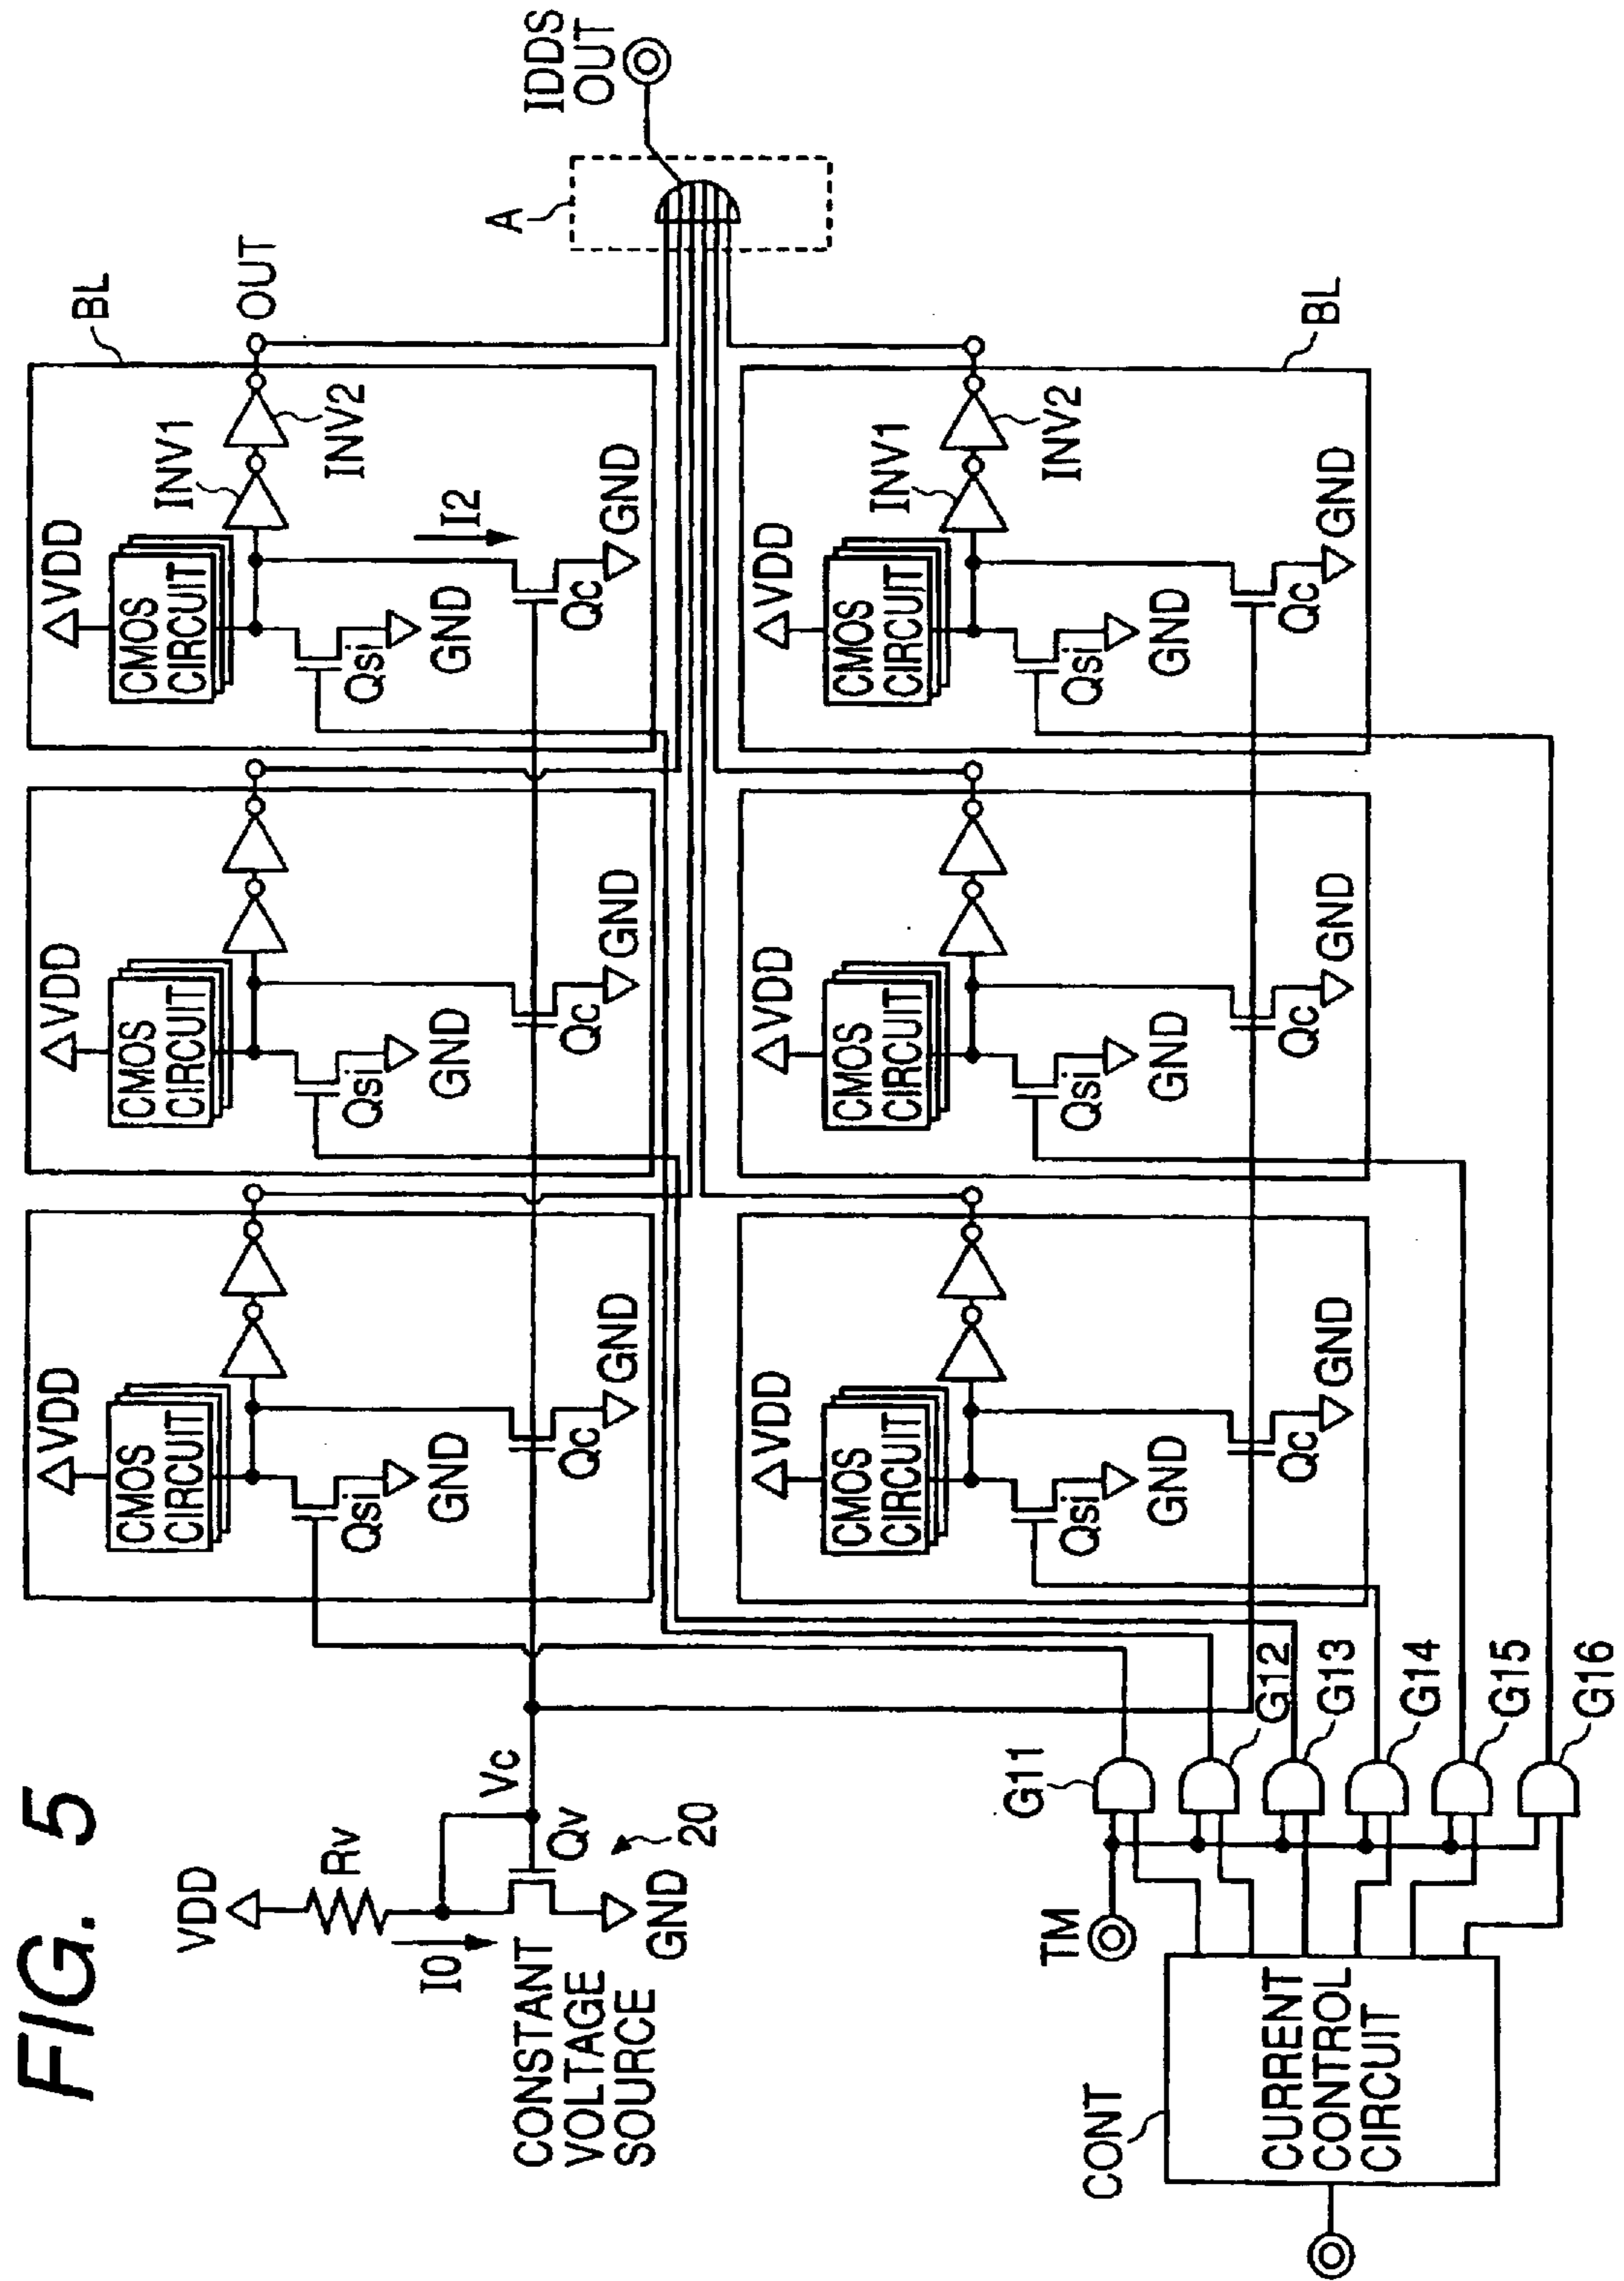 FIG. 5
VDD
Rv
I0
Vc
Qv
20
GND
CONSTANT
VOLTAGE
SOURCE
VDD
CMOS
CIRCUIT
Qsi
GND
Qc
GND
VDD
CMOS
CIRCUIT
Qsi
GND
Qc
GND
BL
VDD
CMOS
CIRCUIT
INV1
INV2
OUT
Qsi
GND
I2
Qc
GND
A
IDDS
OUT
VDD
CMOS
CIRCUIT
Qsi
GND
Qc
GND
VDD
CMOS
CIRCUIT
Qsi
GND
Qc
GND
VDD
CMOS
CIRCUIT
INV1
INV2
Qsi
GND
Qc
GND
BL
TM
G11
G12
G13
G14
G15
G16
CONT
CURRENT
CONTROL
CIRCUIT